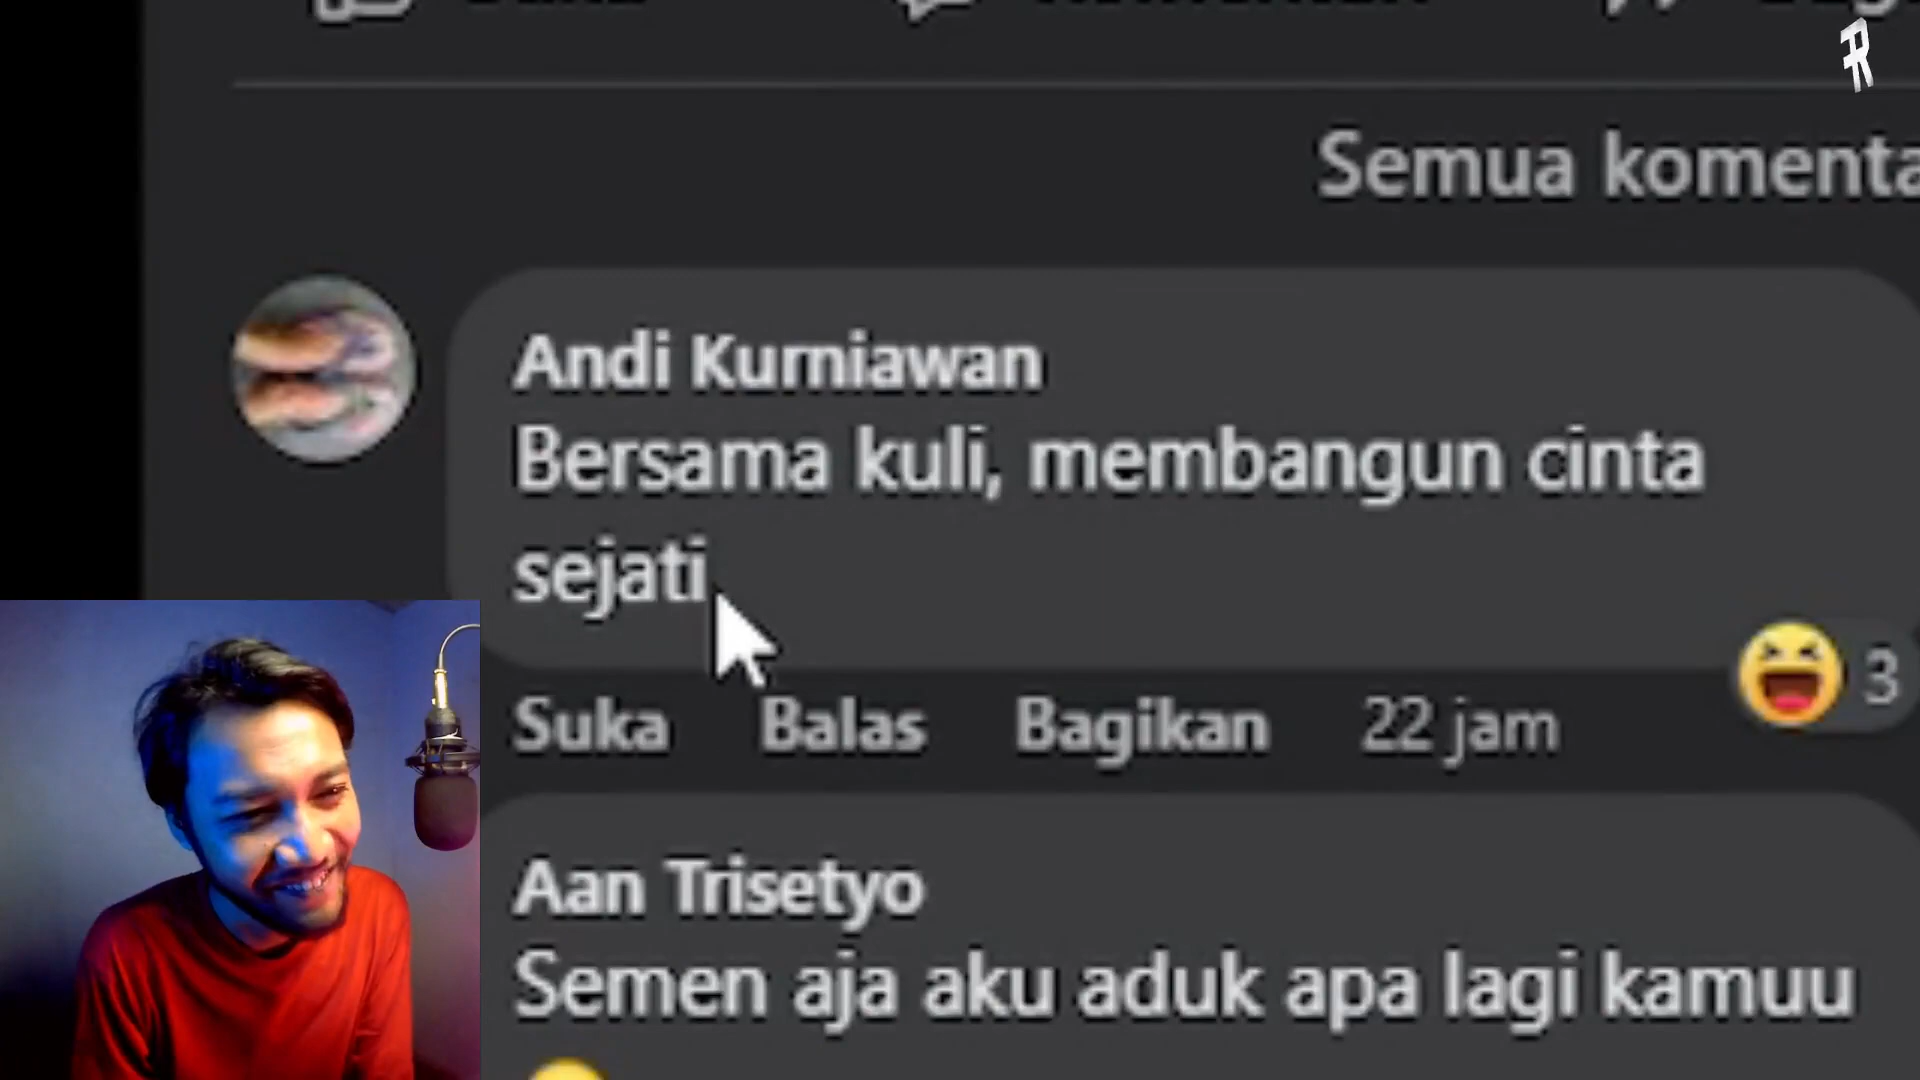 Semua komenta
Andi Kurniawan
Bersama kuli, membangun cinta
sejati
3
Suka Balas Bagikan 22 jam
Aan Trisetyo
Semen aja aku aduk apa lagi kamuu